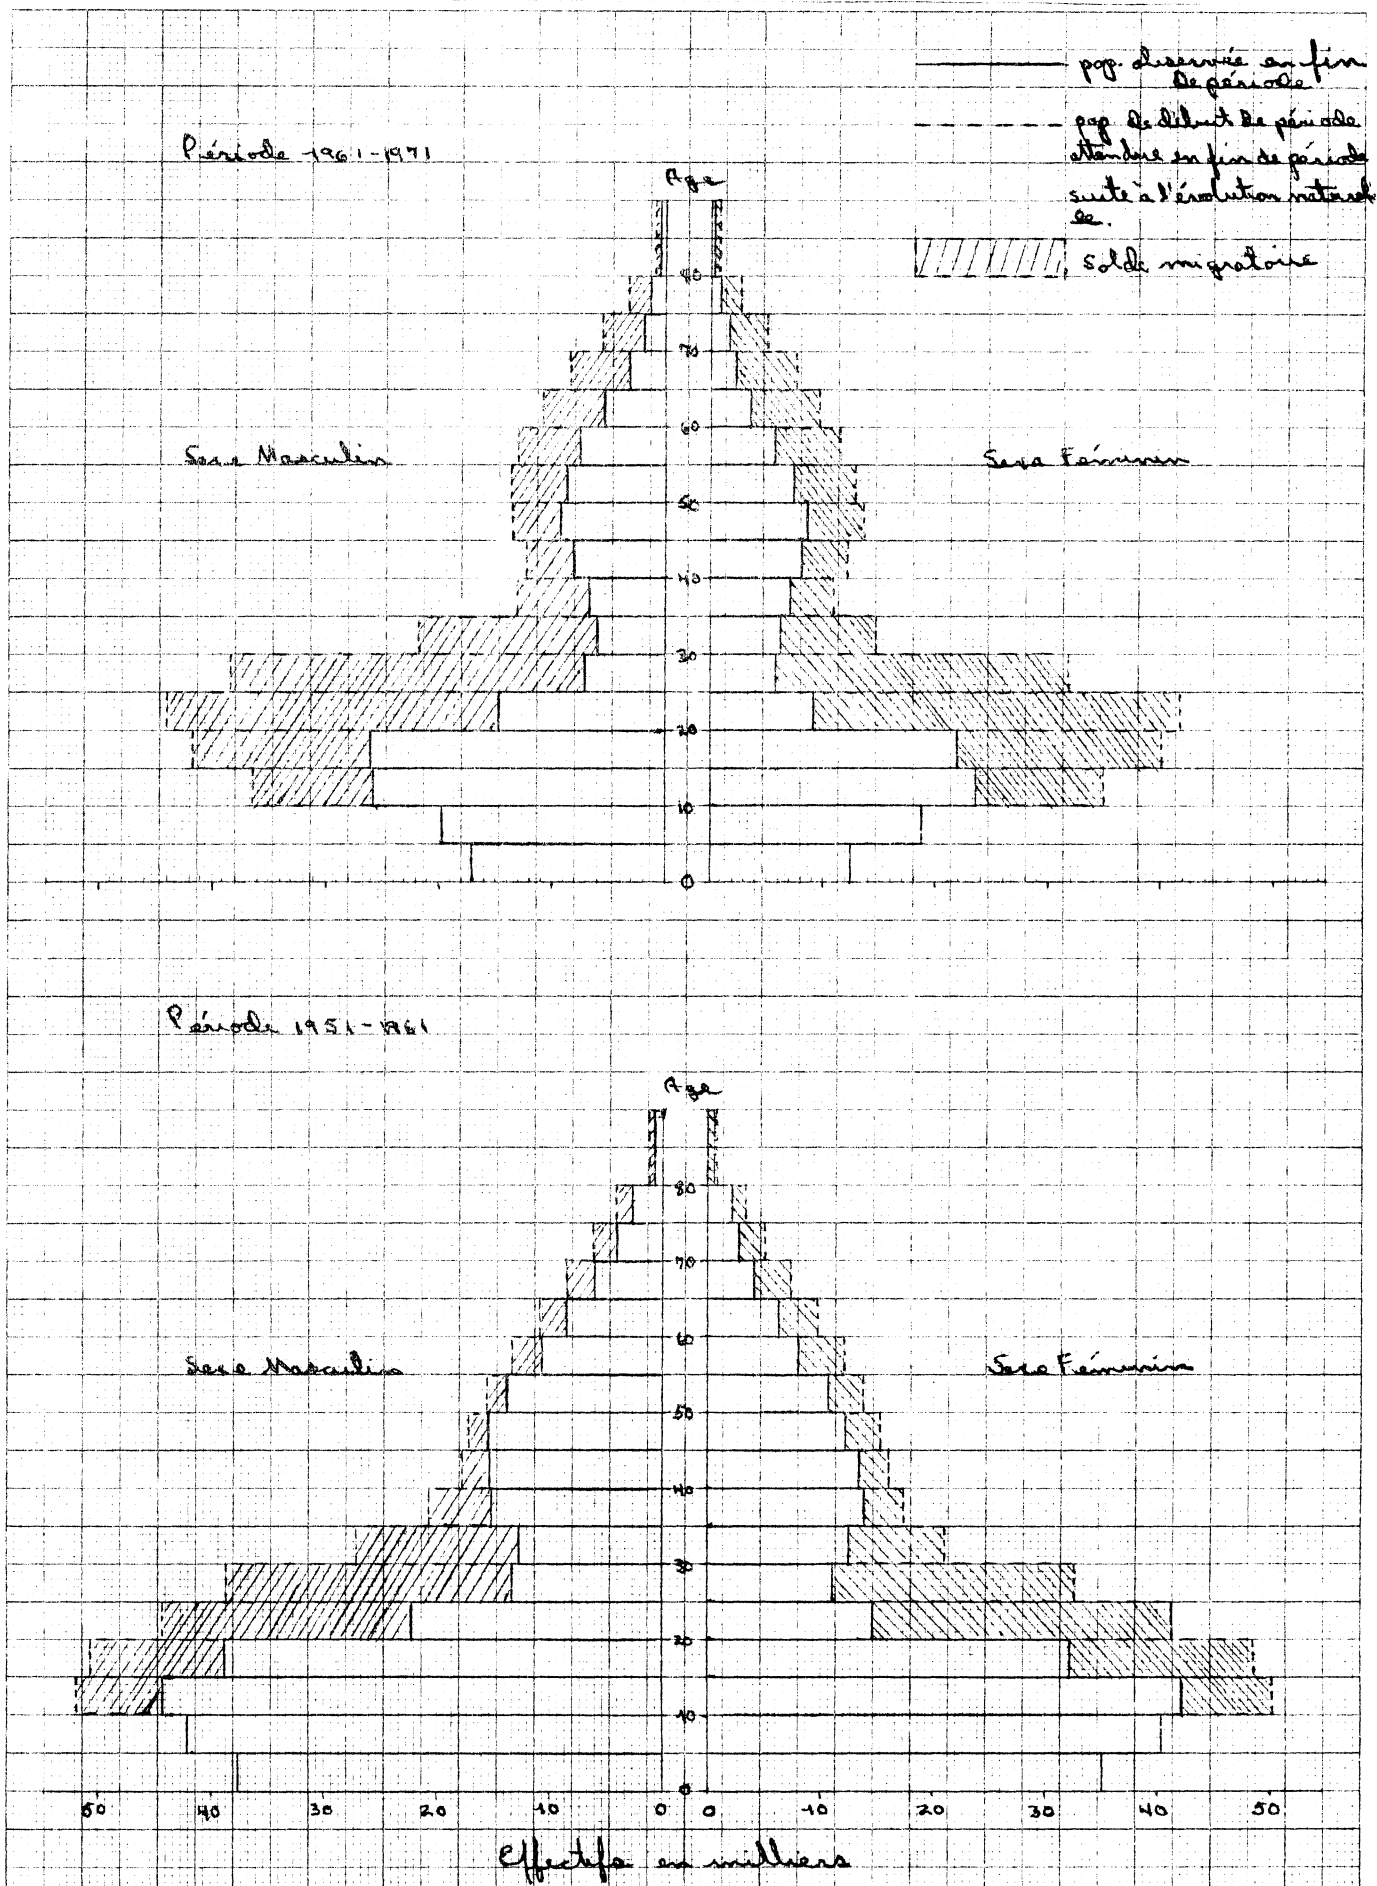 pop. observée en fin
de période
pop. de début de période
attendue en fin de période
suite à l'évolution naturel
le.
Solde migratoire
Période 1961-1971
Age
80
70
60
Sexe Masculin
Sexe Féminin
50
40
30
20
10
0
Période 1951-1961
Age
80
70
60
Sexe Masculin
Sexe Féminin
50
40
30
20
10
0
50 40 30 20 10 0 0 10 20 30 40 50
Effectifs en milliers